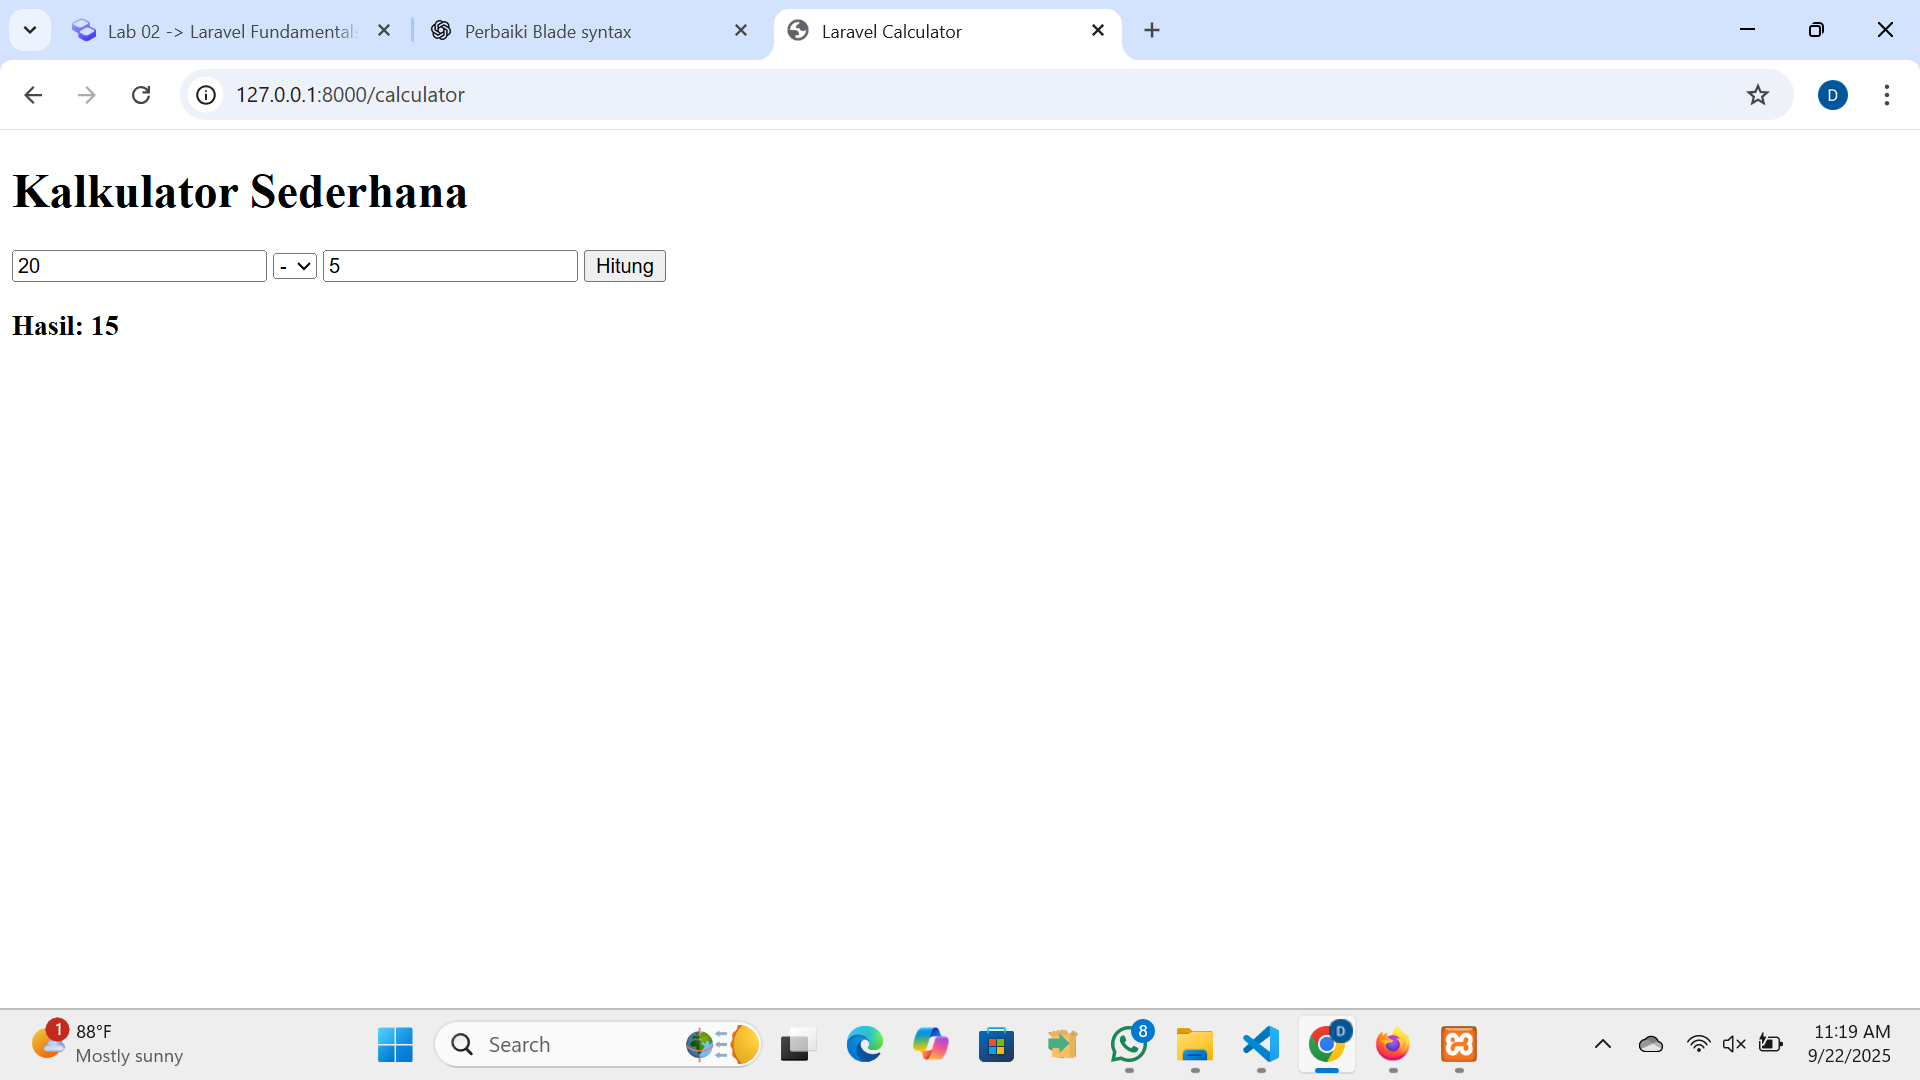 Lab 02 -> Laravel Fundamentals
Perbaiki Blade syntax
Laravel Calculator
127.0.0.1:8000/calculator
D
Kalkulator Sederhana
20 - 5 Hitung
Hasil: 15
1
88°F
Mostly sunny
Search
8
D
11:19 AM
9/22/2025